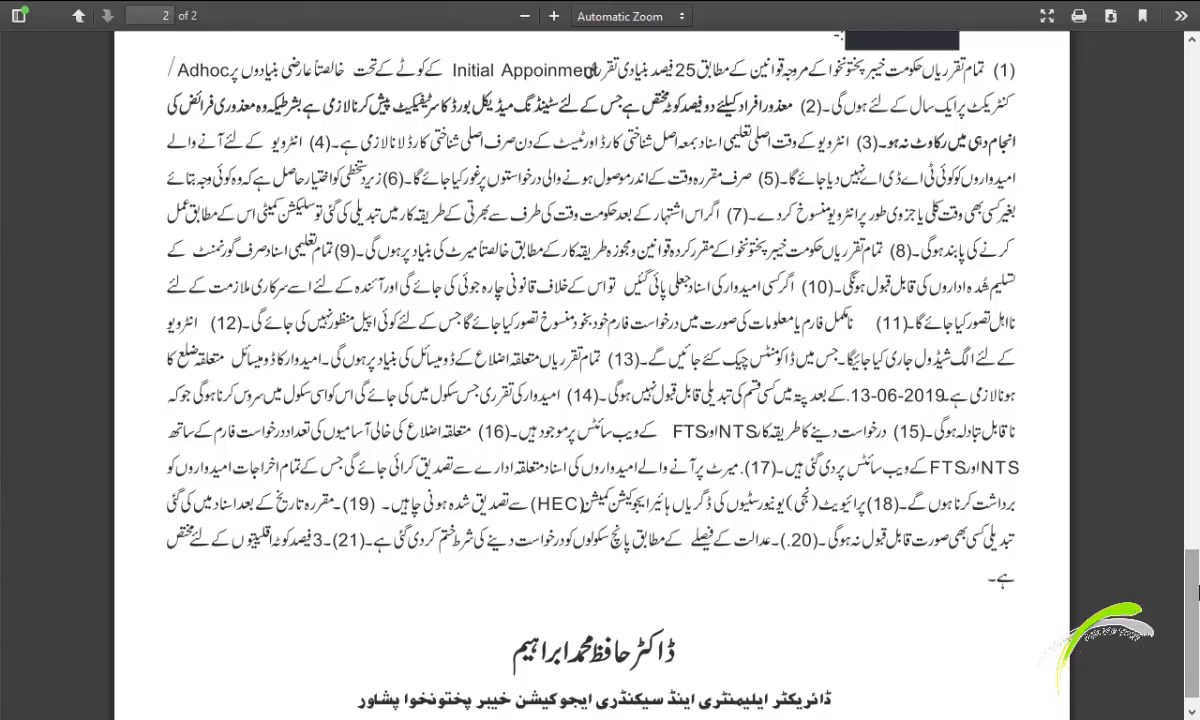 2 of 2
Automatic Zoom
:-
(1) تمام تقرریاں حکومت خیبر پختونخوا کے مروجہ قوانین کے مطابق 25 فیصد بنیادی تقرری Initial Appoinment کے کوٹے کے تحت خالصتاً عارضی بنیادوں پر Adhoc/
کنٹریکٹ پر ایک سال کے لئے ہوں گی۔ (2) معذور افراد کیلئے دو فیصد کوٹہ مختص ہے جس کے لئے سٹینڈنگ میڈیکل بورڈ کا سرٹیفیکیٹ پیش کرنا لازمی ہے بشرطیکہ وہ معذوری فرائض کی
انجام دہی میں رکاوٹ نہ ہو۔ (3) انٹرویو کے وقت اصلی تعلیمی اسناد بمعہ اصل شناختی کارڈ اور ٹیسٹ کے دن صرف اصلی شناختی کارڈ لانا لازمی ہے۔ (4) انٹرویو کے لئے آنے والے
امیدواروں کو کوئی ٹی اے ڈی اے نہیں دیا جائے گا۔ (5) صرف مقررہ وقت کے اندر موصول ہونے والی درخواستوں پر غور کیا جائے گا۔ (6) زیر دستخطی کو اختیار حاصل ہے کہ وہ کوئی وجہ بتائے
بغیر کسی بھی وقت کلی یا جزوی طور پر انٹرویو منسوخ کر دے۔ (7) اگر اس اشتہار کے بعد حکومت وقت کی طرف سے بھرتی کے طریقہ کار میں تبدیلی کی گئی تو سلیکشن کمیٹی اس کے مطابق عمل
کرنے کی پابند ہوگی۔ (8) تمام تقرریاں حکومت خیبر پختونخوا کے مقرر کردہ قوانین و مجوزہ طریقہ کار کے مطابق خالصتاً میرٹ کی بنیاد پر ہوں گی۔ (9) تمام تعلیمی اسناد صرف گورنمنٹ کے
تسلیم شدہ اداروں کی قابل قبول ہونگی۔ (10) اگر کسی امیدوار کی اسناد جعلی پائی گئیں تو اس کے خلاف قانونی چارہ جوئی کی جائے گی اور آئندہ کے لئے اسے سرکاری ملازمت کے لئے
نااہل تصور کیا جائے گا۔ (11) نامکمل فارم یا معلومات کی صورت میں درخواست فارم خود بخود منسوخ تصور کیا جائے گا جس کے لئے کوئی اپیل منظور نہیں کی جائے گی۔ (12) انٹرویو
کے لئے الگ شیڈول جاری کیا جائیگا۔ جس میں ڈاکومنٹس چیک کئے جائیں گے۔ (13) تمام تقرریاں متعلقہ اضلاع کے ڈومیسائل کی بنیاد پر ہوں گی۔ امیدوار کا ڈومیسائل متعلقہ ضلع کا
ہونا لازمی ہے۔ 13-06-2019. کے بعد پتہ میں کسی قسم کی تبدیلی قابل قبول نہیں ہوگی۔ (14) امیدوار کی تقرری جس سکول میں کی جائے گی اس کو اسی سکول میں سروس کرنا ہوگی جو کہ
ناقابل تبادلہ ہوگی۔ (15) درخواست دینے کا طریقہ کار NTS اور FTS کے ویب سائٹس پر موجود ہیں۔ (16) متعلقہ اضلاع کی خالی آسامیوں کی تعداد درخواست فارم کے ساتھ
NTS اور FTS کے ویب سائٹس پر دی گئی ہیں۔ (17). میرٹ پر آنے والے امیدواروں کی اسناد متعلقہ ادارے سے تصدیق کرائی جائے گی جس کے تمام اخراجات امیدواروں کو
برداشت کرنا ہوں گے۔ (18) پرائیویٹ (نجی) یونیورسٹیوں کی ڈگریاں ہائیر ایجوکیشن کمیشن (HEC) سے تصدیق شدہ ہونی چاہیں۔ (19)۔ مقررہ تاریخ کے بعد اسناد میں کی گئی
تبدیلی کسی بھی صورت قابل قبول نہ ہوگی۔ (20.)۔ عدالت کے فیصلے کے مطابق پانچ سکولوں کو درخواست دینے کی شرط ختم کر دی گئی ہے۔ (21)۔ 3 فیصد کوٹہ اقلیتوں کے لئے مختص
ہے۔
ڈاکٹر حافظ محمد ابراہیم
ڈائریکٹر ایلیمنٹری اینڈ سیکنڈری ایجوکیشن خیبر پختونخوا پشاور